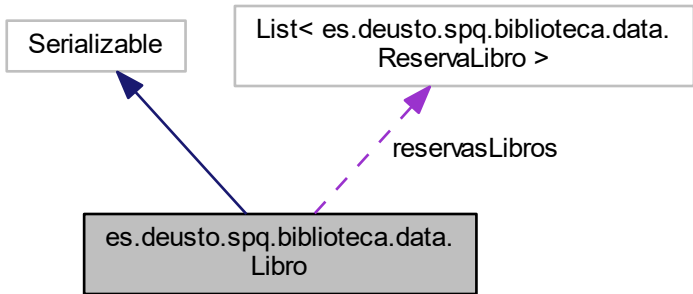 Serializable
List< es.deusto.spq.biblioteca.data.
ReservaLibro >
reservasLibros
es.deusto.spq.biblioteca.data.
Libro